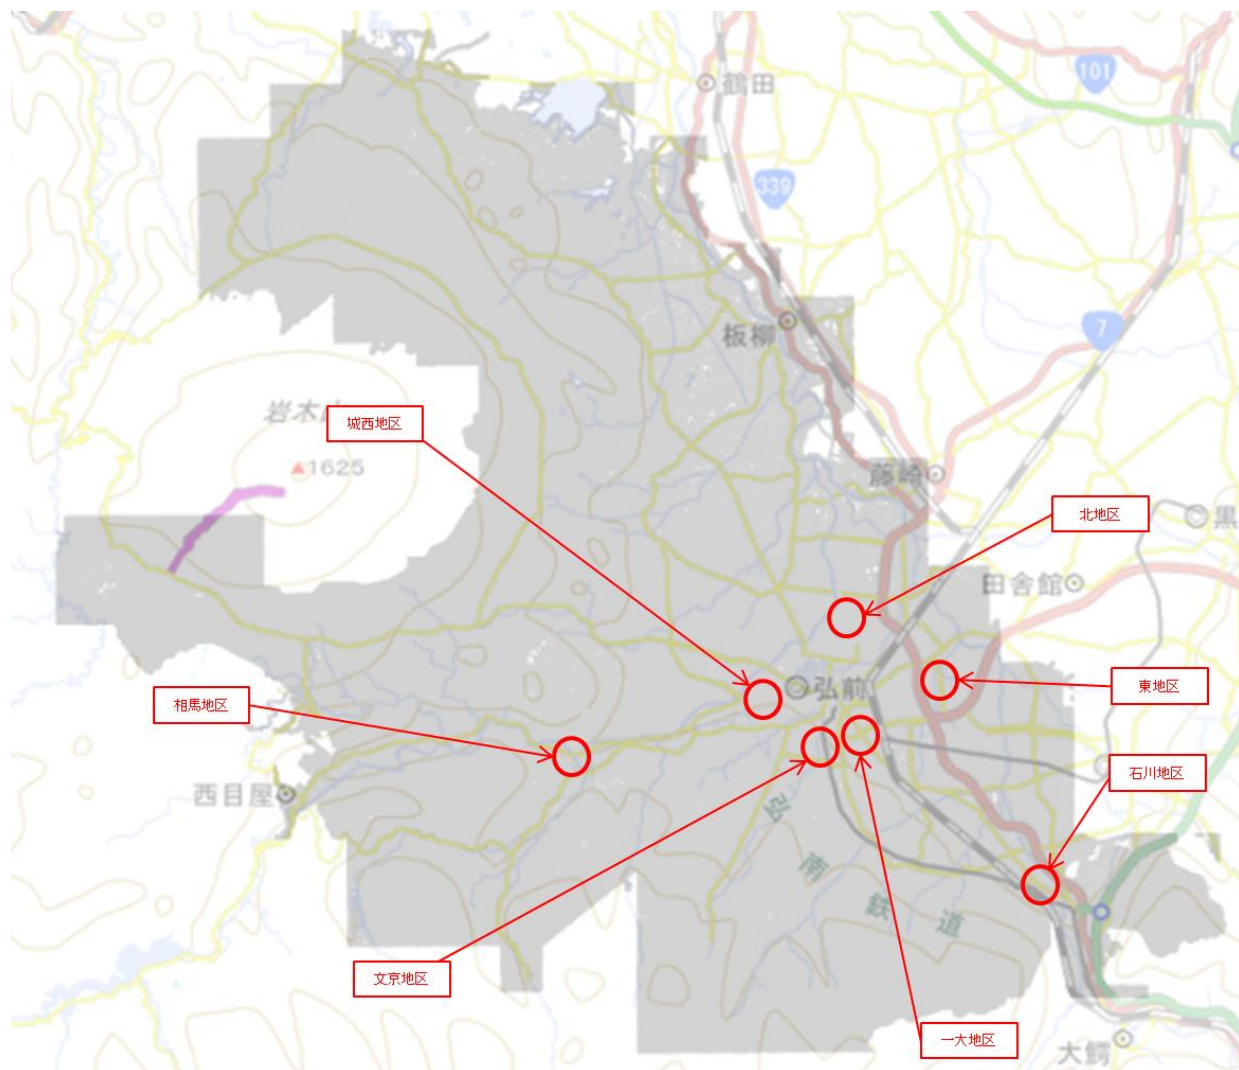 鶴田
101
339
7
板柳
岩木山
城西地区
1625
藤崎
北地区
黒
田舎館
弘前
東地区
相馬地区
石川地区
西目屋
弘南鉄道
文京地区
一大地区
大鰐